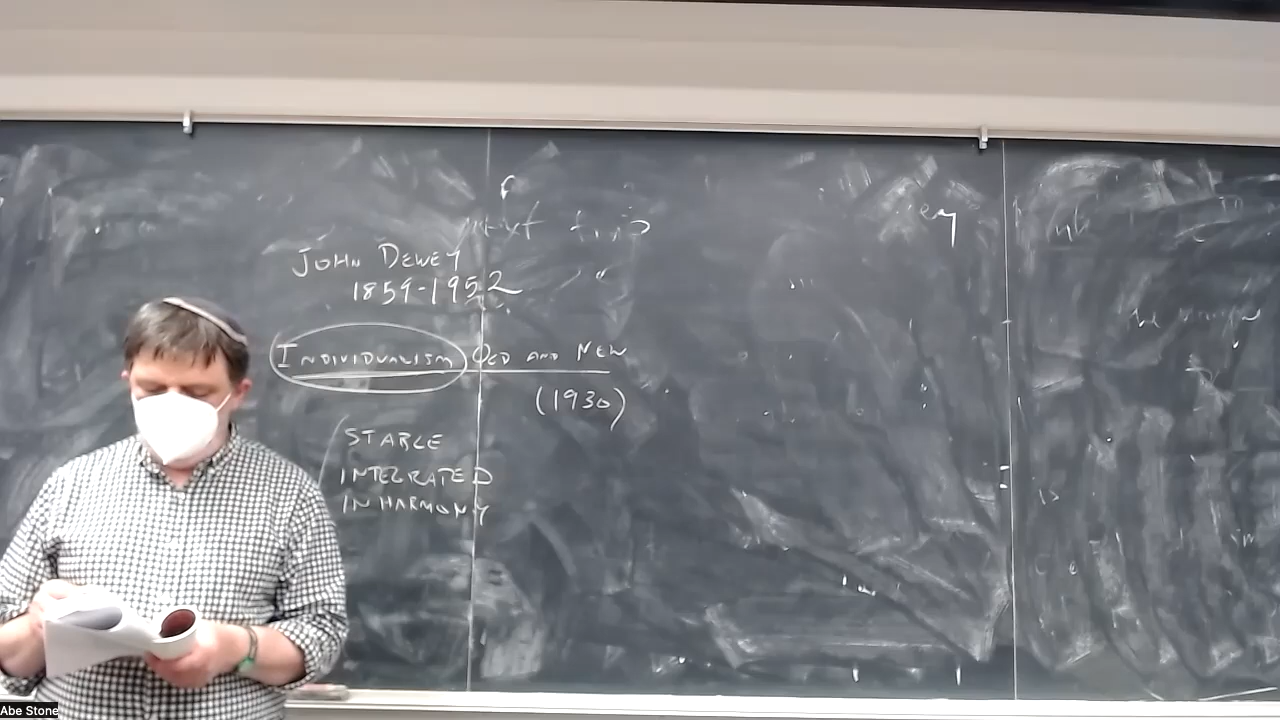 John Dewey
1859-1952
Individualism Old and New
(1930)
Stable
Integrated
In harmony
Abe Stone